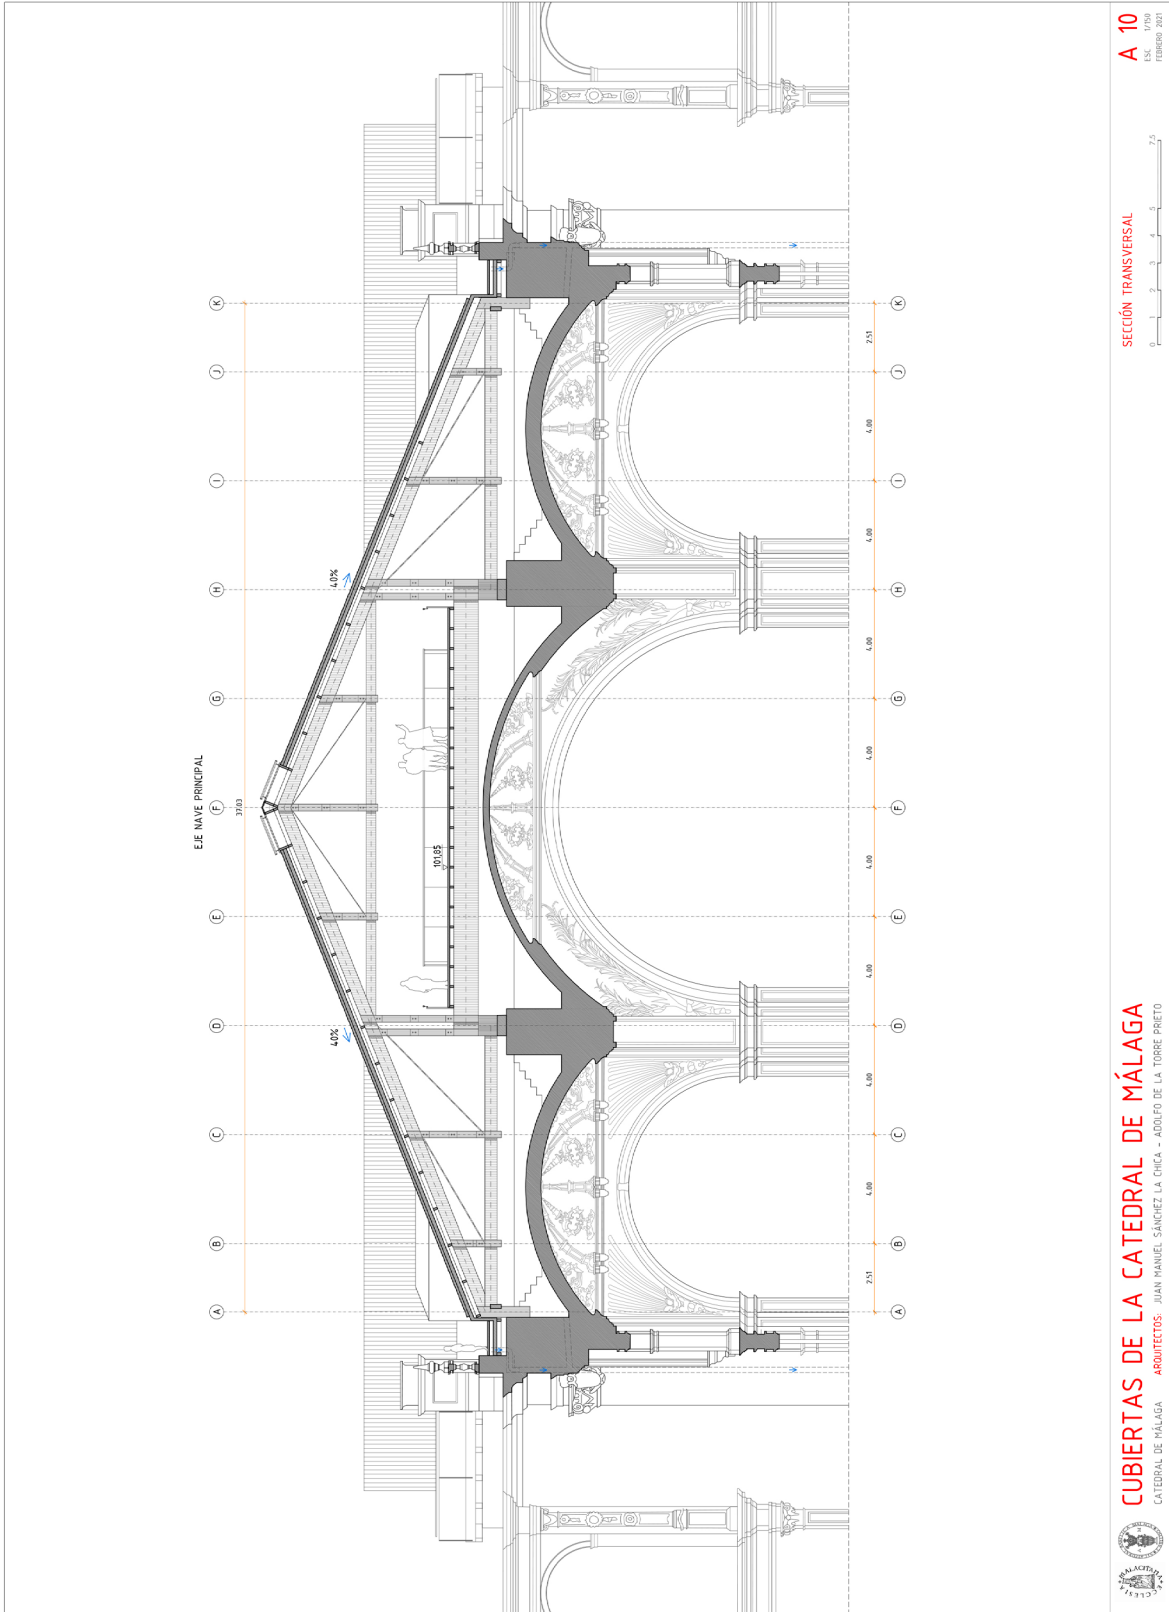 EJE NAVE PRINCIPAL
37.03
40%
40%
101,85
A
B
C
D
E
F
G
H
I
J
K
2.51
4.00
4.00
4.00
4.00
4.00
4.00
4.00
4.00
2.51
A
B
C
D
E
F
G
H
I
J
K
CUBIERTAS DE LA CATEDRAL DE MÁLAGA
CATEDRAL DE MÁLAGA ARQUITECTOS: JUAN MANUEL SÁNCHEZ LA CHICA - ADOLFO DE LA TORRE PRIETO
SECCIÓN TRANSVERSAL
0 1 2 3 4 5 7.5
A 10
ESC. 1/150
FEBRERO 2021